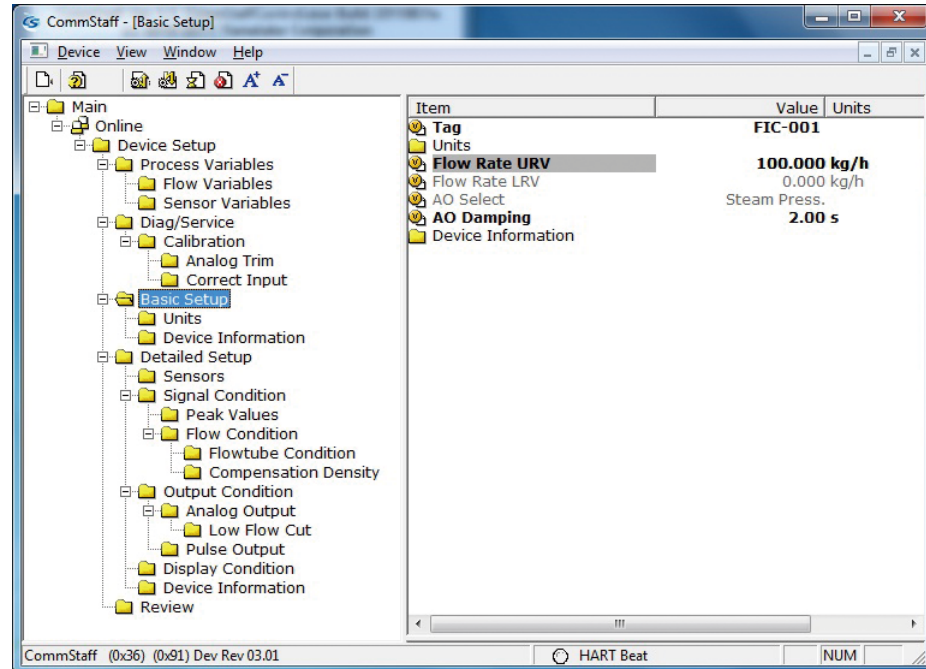 CommStaff - [Basic Setup]
Device View Window Help
A+ A-
Main
Online
Device Setup
Process Variables
Flow Variables
Sensor Variables
Diag/Service
Calibration
Analog Trim
Correct Input
Basic Setup
Units
Device Information
Detailed Setup
Sensors
Signal Condition
Peak Values
Flow Condition
Flowtube Condition
Compensation Density
Output Condition
Analog Output
Low Flow Cut
Pulse Output
Display Condition
Device Information
Review
Item Value Units
Tag FIC-001
Units
Flow Rate URV 100.000 kg/h
Flow Rate LRV 0.000 kg/h
AO Select Steam Press.
AO Damping 2.00 s
Device Information
CommStaff (0x36) (0x91) Dev Rev 03.01 HART Beat NUM